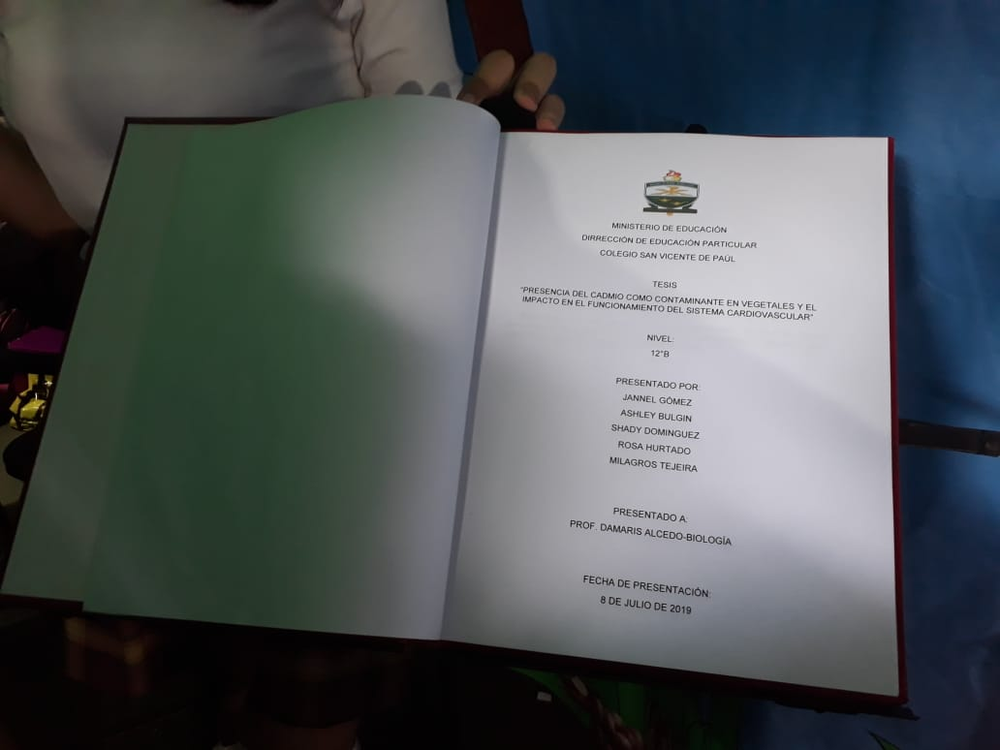 MINISTERIO DE EDUCACIÓN
DIRRECCIÓN DE EDUCACIÓN PARTICULAR
COLEGIO SAN VICENTE DE PAÚL
TESIS
"PRESENCIA DEL CADMIO COMO CONTAMINANTE EN VEGETALES Y EL
IMPACTO EN EL FUNCIONAMIENTO DEL SISTEMA CARDIOVASCULAR"
NIVEL:
12°B
PRESENTADO POR:
JANNEL GÓMEZ
ASHLEY BULGIN
SHADY DOMINGUEZ
ROSA HURTADO
MILAGROS TEJEIRA
PRESENTADO A:
PROF. DAMARIS ALCEDO-BIOLOGÍA
FECHA DE PRESENTACIÓN:
8 DE JULIO DE 2019